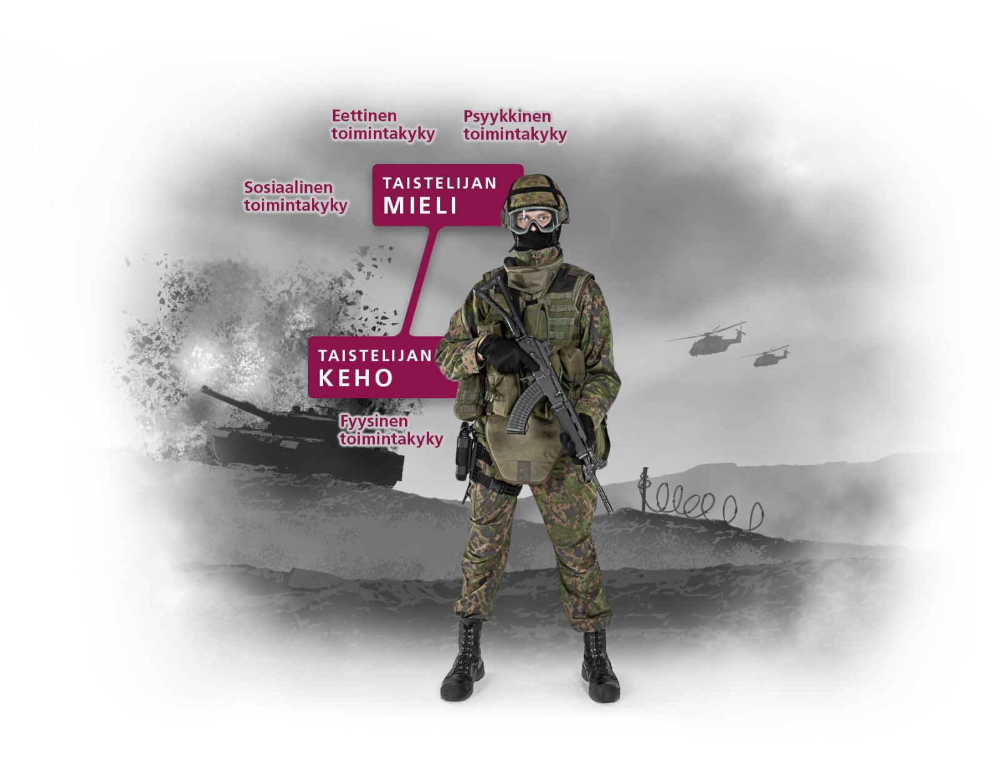 Eettinen
toimintakyky
Psyykkinen
toimintakyky
Sosiaalinen
toimintakyky
TAISTELIJAN
MIELI
TAISTELIJAN
KEHO
Fyysinen
toimintakyky